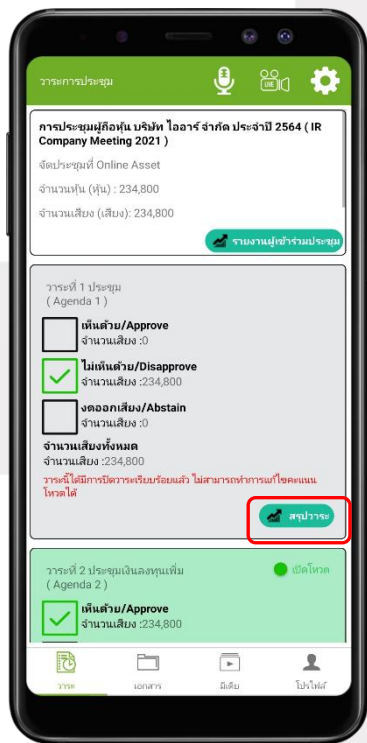 วาระการประชุม
การประชุมผู้ถือหุ้น บริษัท ไออาร์ จำกัด ประจำปี 2564 ( IR
Company Meeting 2021 )
จัดประชุมที่ Online Asset
จำนวนหุ้น (หุ้น) : 234,800
จำนวนเสียง (เสียง): 234,800
รายงานผู้เข้าร่วมประชุม
วาระที่ 1 ประชุม
( Agenda 1 )
เห็นด้วย/Approve
จำนวนเสียง :0
ไม่เห็นด้วย/Disapprove
จำนวนเสียง :234,800
งดออกเสียง/Abstain
จำนวนเสียง :0
จำนวนเสียงทั้งหมด
จำนวนเสียง :234,800
วาระนี้ได้มีการปิดวาระเรียบร้อยแล้ว ไม่สามารถทำการแก้ไขคะแนน
โหวตได้
สรุปวาระ
วาระที่ 2 ประชุมเงินลงทุนเพิ่ม
( Agenda 2 )
เปิดโหวต
เห็นด้วย/Approve
จำนวนเสียง :234,800
วาระ
เอกสาร
มีเดีย
โปรไฟล์